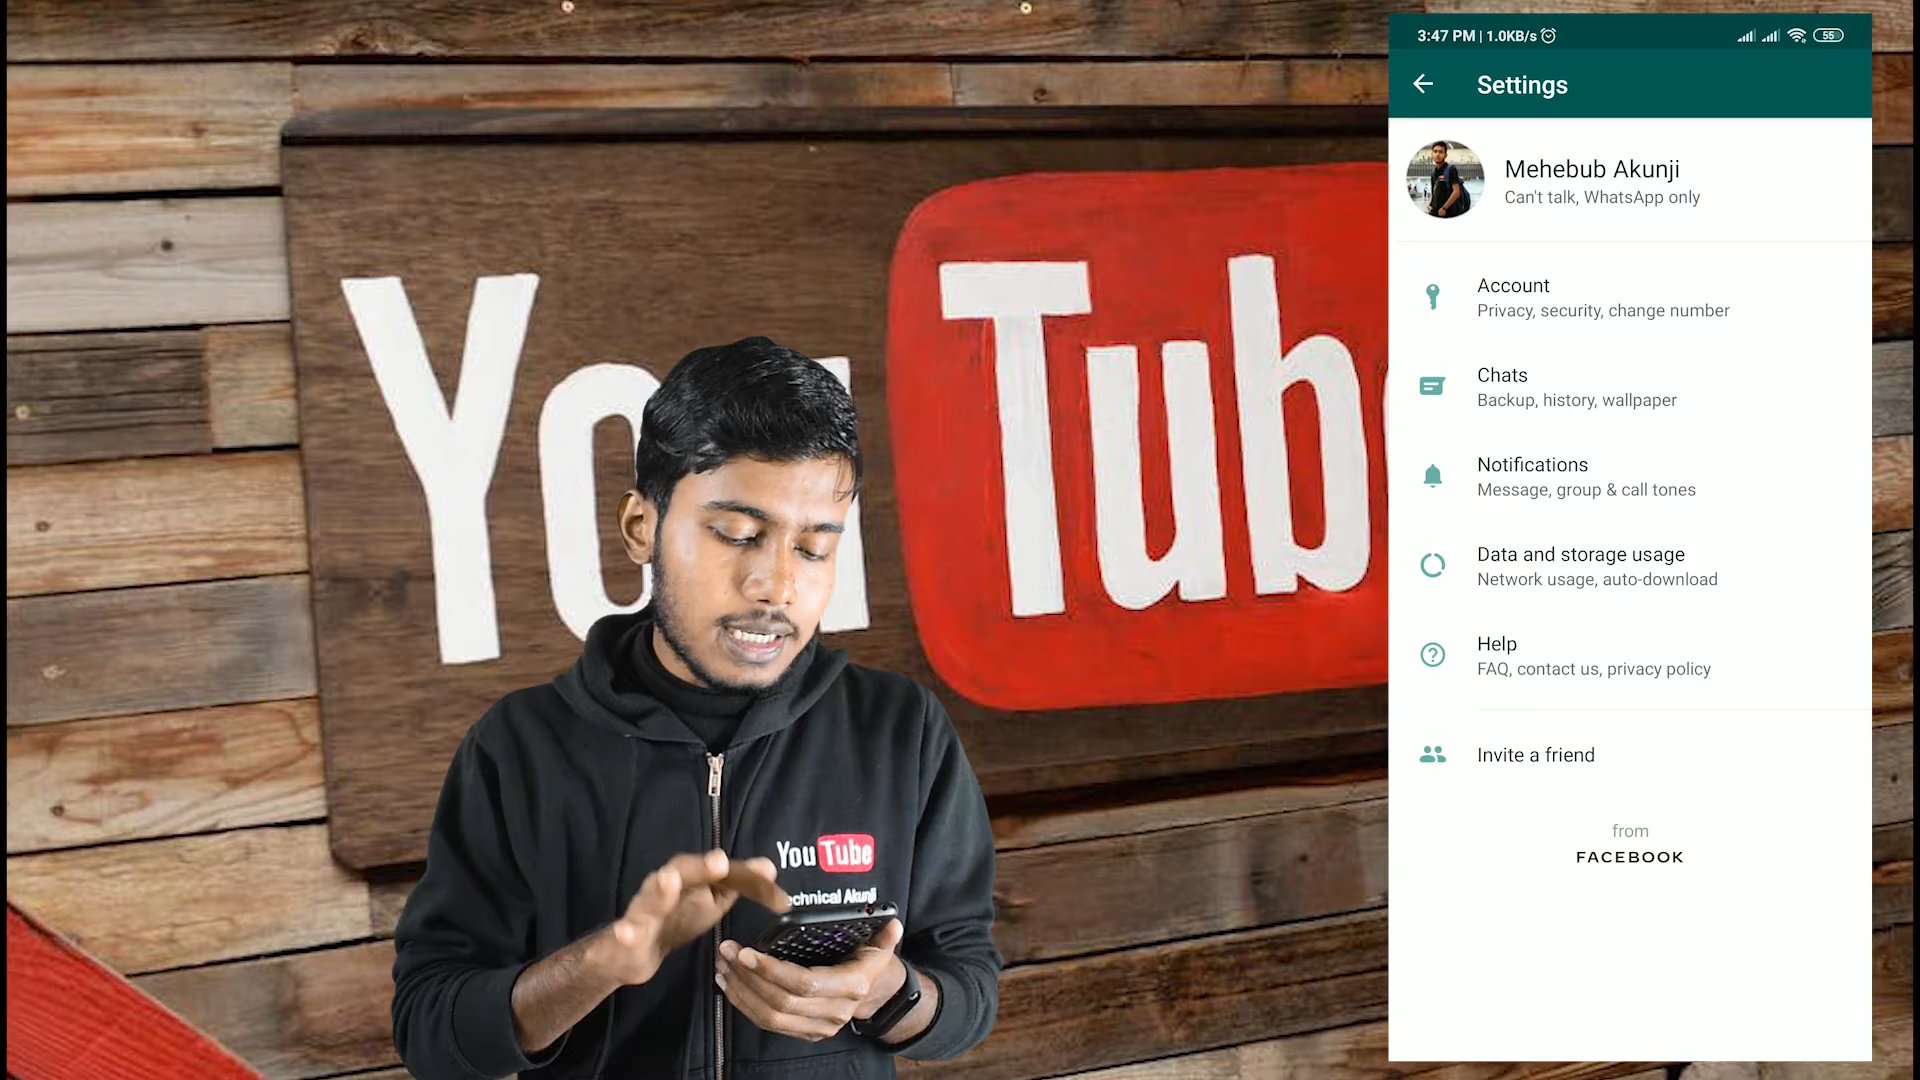 You Tub
You Tube
echnical Akunji
3:47 PM | 1.0KB/s
55
Settings
Mehebub Akunji
Can't talk, WhatsApp only
Account
Privacy, security, change number
Chats
Backup, history, wallpaper
Notifications
Message, group & call tones
Data and storage usage
Network usage, auto-download
Help
FAQ, contact us, privacy policy
Invite a friend
from
FACEBOOK